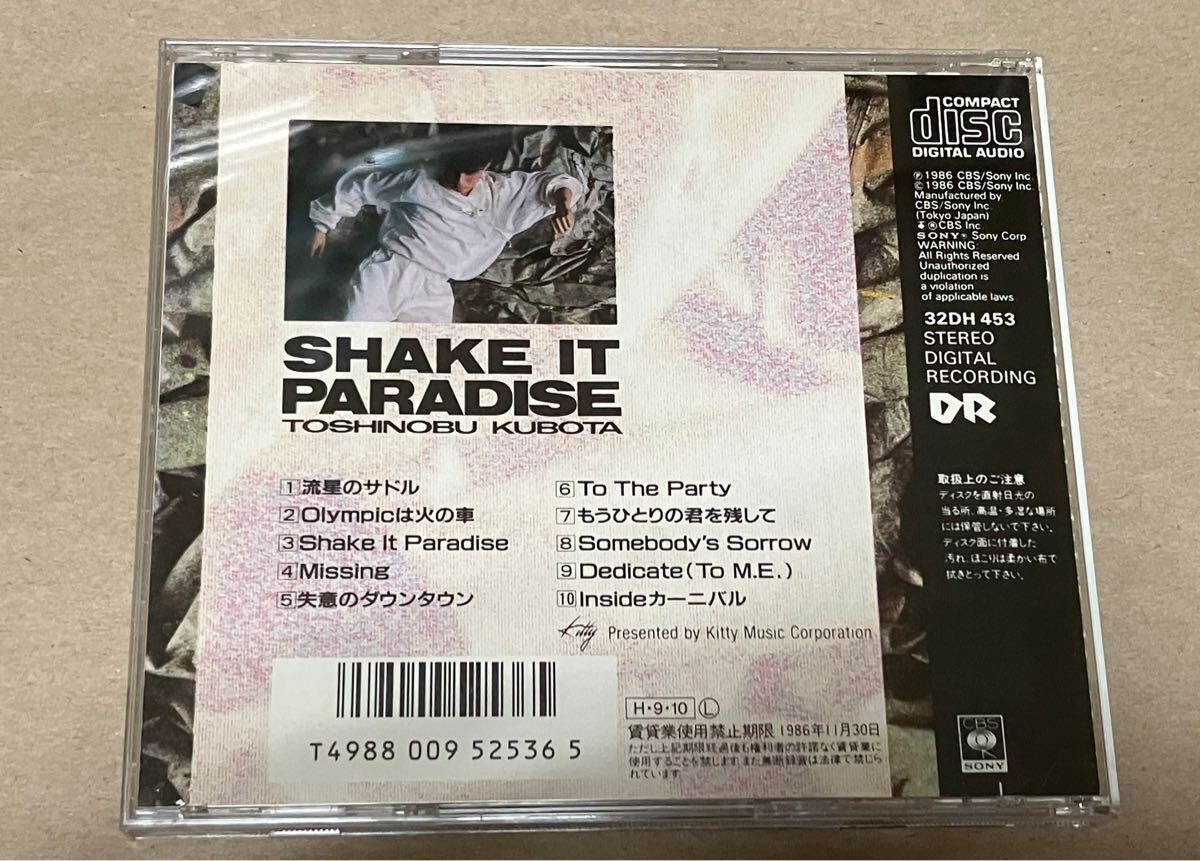 SHAKE IT
PARADISE
TOSHINOBU KUBOTA
1 流星のサドル
2 Olympicは火の車
3 Shake It Paradise
4 Missing
5 失意のダウンタウン
6 To The Party
7 もうひとりの君を残して
8 Somebody's Sorrow
9 Dedicate (To M.E.)
10 Insideカーニバル
Kitty Presented by Kitty Music Corporation
T4988 009 52536 5
H・9・10 Ⓛ
賃貸業使用禁止期限 1986年11月30日
ただし上記期限経過後も権利者の許諾なく賃貸業に
使用することを禁じます.また無断録音は法律で禁じら
れています
COMPACT
disc
DIGITAL AUDIO
℗1986 CBS/Sony Inc.
©1986 CBS/Sony Inc.
Manufactured by
CBS/Sony Inc.
(Tokyo Japan)
®CBS Inc.
SONY® Sony Corp
WARNING:
All Rights Reserved
Unauthorized
duplication is
a violation
of applicable laws
32DH 453
STEREO
DIGITAL
RECORDING
DR
取扱上のご注意
ディスクを直射日光の
当る所、高温・多湿な場所
には保管しないで下さい。
ディスク面に付着した
汚れ、ほこりは柔かい布で
拭きとって下さい。
CBS
SONY